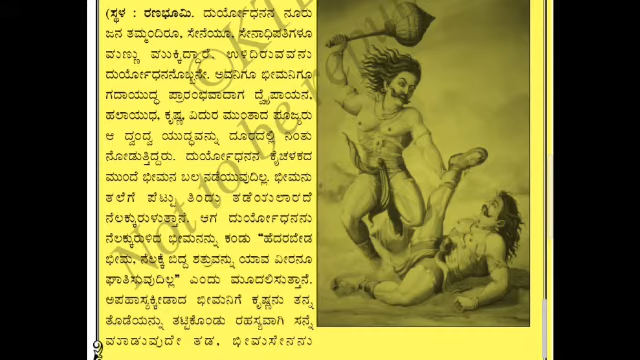 (ಸ್ಥಳ : ರಣಭೂಮಿ. ದುರ್ಯೋಧನನ ನೂರು
ಜನ ತಮ್ಮಂದಿರೂ, ಸೇನೆಯೂ, ಸೇನಾಧಿಪತಿಗಳೂ
ಮಣ್ಣು ಮುಕ್ಕಿದ್ದಾರೆ. ಉಳಿದಿರುವವನು
ದುರ್ಯೋಧನನೊಬ್ಬನೇ. ಅವನಿಗೂ ಭೀಮನಿಗೂ
ಗದಾಯುದ್ಧ ಪ್ರಾರಂಭವಾದಾಗ ದ್ವೈಪಾಯನ,
ಹಲಾಯುಧ, ಕೃಷ್ಣ, ವಿದುರ ಮುಂತಾದ ಪೂಜ್ಯರು
ಆ ದ್ವಂದ್ವ ಯುದ್ಧವನ್ನು ದೂರದಲ್ಲಿ ನಿಂತು
ನೋಡುತ್ತಿದ್ದರು. ದುರ್ಯೋಧನನ ಕೈಚಳಕದ
ಮುಂದೆ ಭೀಮನ ಬಲ ನಡೆಯುವುದಿಲ್ಲ. ಭೀಮನು
ತಲೆಗೆ ಪೆಟ್ಟು ತಿಂದು ತಡೆಯಲಾರದೆ
ನೆಲಕ್ಕುರುಳುತ್ತಾನೆ. ಆಗ ದುರ್ಯೋಧನನು
ನೆಲಕ್ಕುರುಳಿದ ಭೀಮನನ್ನು ಕಂಡು "ಹೆದರಬೇಡ
ಭೀಮ, ನೆಲಕ್ಕೆ ಬಿದ್ದ ಶತ್ರುವನ್ನು ಯಾವ ವೀರನೂ
ಘಾತಿಸುವುದಿಲ್ಲ" ಎಂದು ಮೂದಲಿಸುತ್ತಾನೆ.
ಅಪಹಾಸ್ಯಕ್ಕೀಡಾದ ಭೀಮನಿಗೆ ಕೃಷ್ಣನು ತನ್ನ
ತೊಡೆಯನ್ನು ತಟ್ಟಿಕೊಂಡು ರಹಸ್ಯವಾಗಿ ಸನ್ನೆ
ಮಾಡುವುದೇ ತಡ, ಭೀಮಸೇನನು